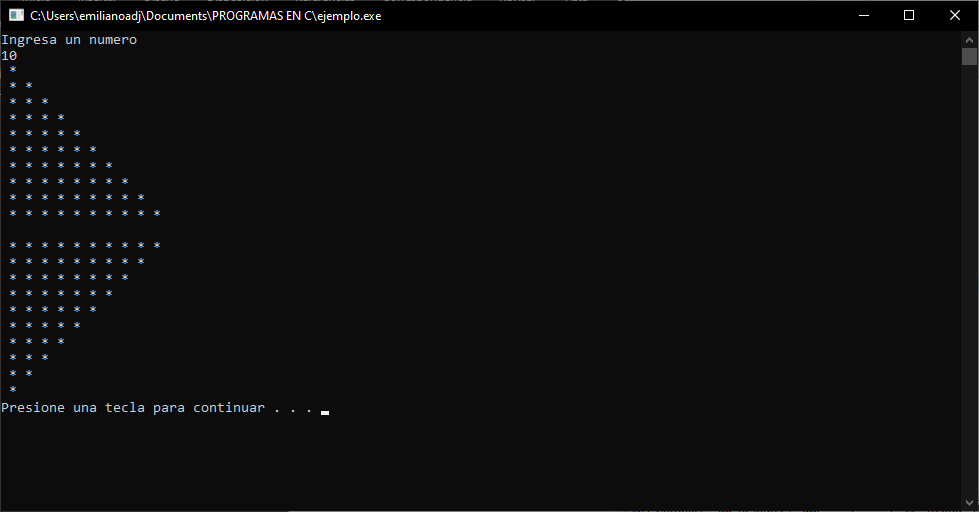 C:\Users\emilianoadj\Documents\PROGRAMAS EN C\ejemplo.exe
Ingresa un numero
10
 *
 * *
 * * *
 * * * *
 * * * * *
 * * * * * *
 * * * * * * *
 * * * * * * * *
 * * * * * * * * *
 * * * * * * * * * *

 * * * * * * * * * *
 * * * * * * * * *
 * * * * * * * *
 * * * * * * *
 * * * * * *
 * * * * *
 * * * *
 * * *
 * *
 *
Presione una tecla para continuar . . .